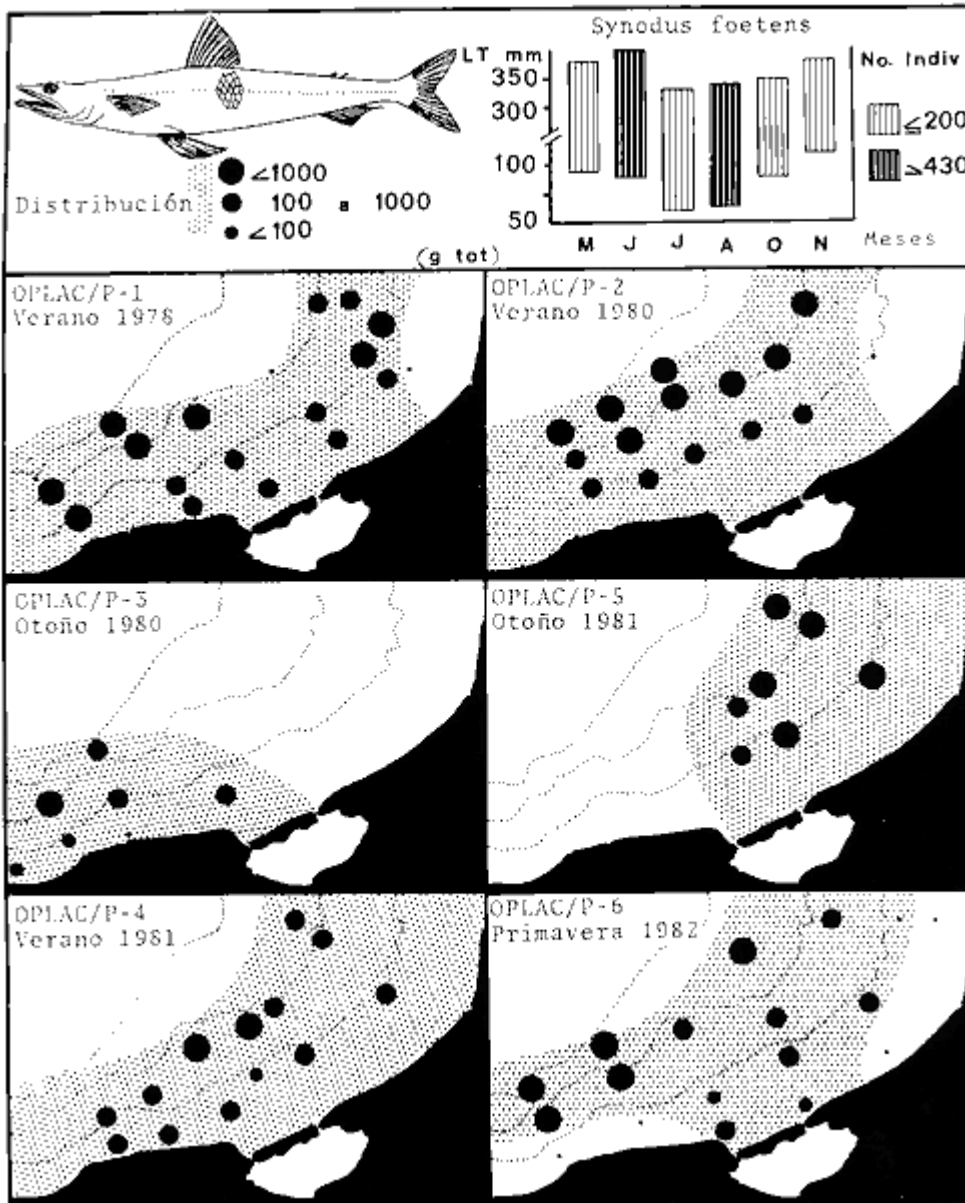 Synodus foetens
LT mm
350
300
100
50
M J J A O N
Meses
No. Indiv
≤200
≥430
Distribución
<1000
100 a 1000
<100
(g tot)
OPLAC/P-1
Verano 1978
OPLAC/P-2
Verano 1980
OPLAC/P-3
Otoño 1980
OPLAC/P-5
Otoño 1981
OPLAC/P-4
Verano 1981
OPLAC/P-6
Primavera 1982